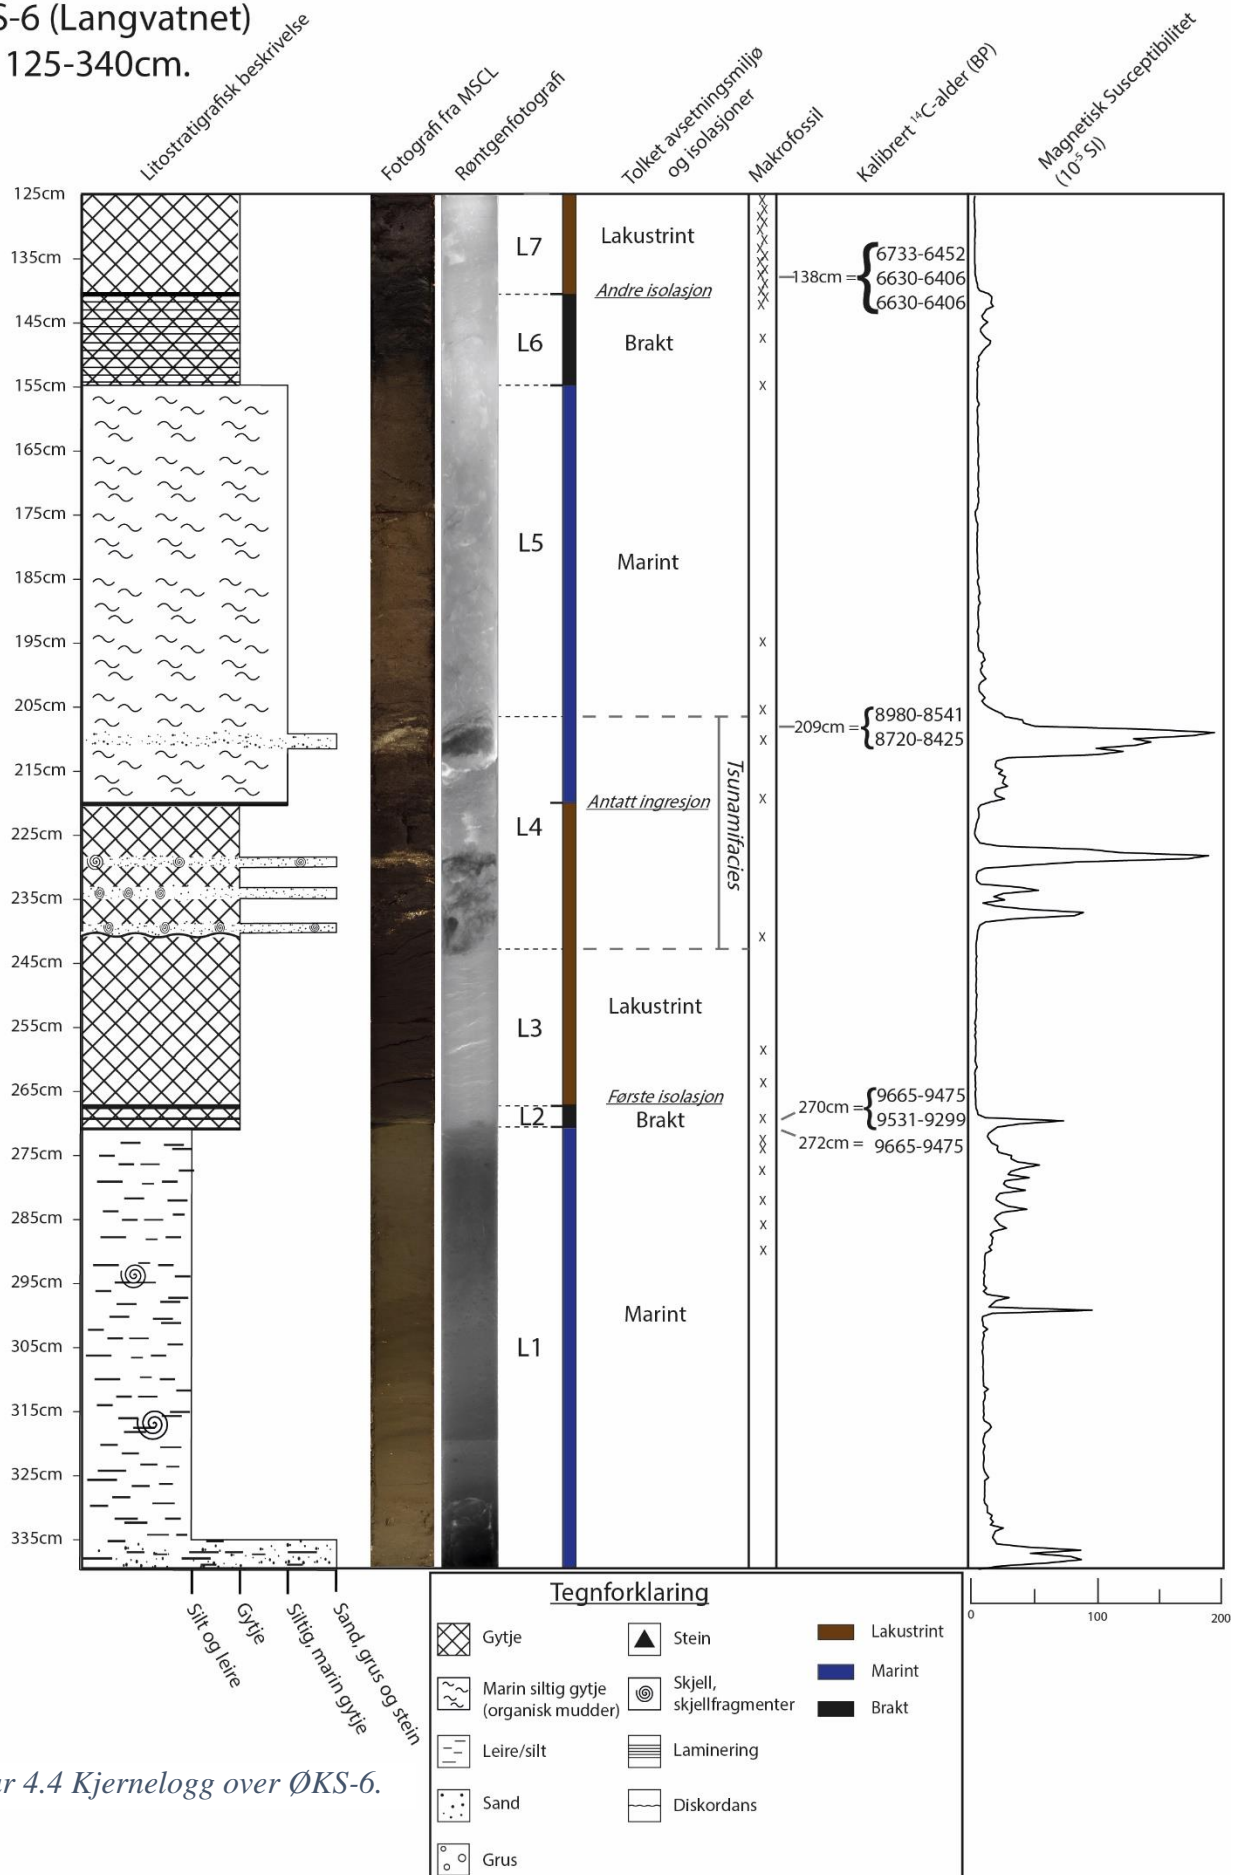 S-6 (Langvatnet)
125-340cm.
Litostratigrafisk beskrivelse
Fotografi fra MSCL
Røntgenfotografi
Tolket avsetningsmiljø
og isolasjoner
Makrofossil
Kalibrert ¹⁴C-alder (BP)
Magnetisk Susceptibilitet
(10⁻⁵ SI)
125cm
135cm
145cm
155cm
165cm
175cm
185cm
195cm
205cm
215cm
225cm
235cm
245cm
255cm
265cm
275cm
285cm
295cm
305cm
315cm
325cm
335cm
L7
L6
L5
L4
L3
L2
L1
Lakustrint
Andre isolasjon
Brakt
Marint
Antatt ingresjon
Tsunamifacies
Lakustrint
Første isolasjon
Brakt
Marint
138cm =
6733-6452
6630-6406
6630-6406
209cm =
8980-8541
8720-8425
270cm =
9665-9475
9531-9299
272cm = 9665-9475
0 100 200
Silt og leire
Gytje
Siltig, marin gytje
Sand, grus og stein
Tegnforklaring
Gytje
Marin siltig gytje
(organisk mudder)
Leire/silt
Sand
Grus
Stein
Skjell,
skjellfragmenter
Laminering
Diskordans
Lakustrint
Marint
Brakt
r 4.4 Kjernelogg over ØKS-6.